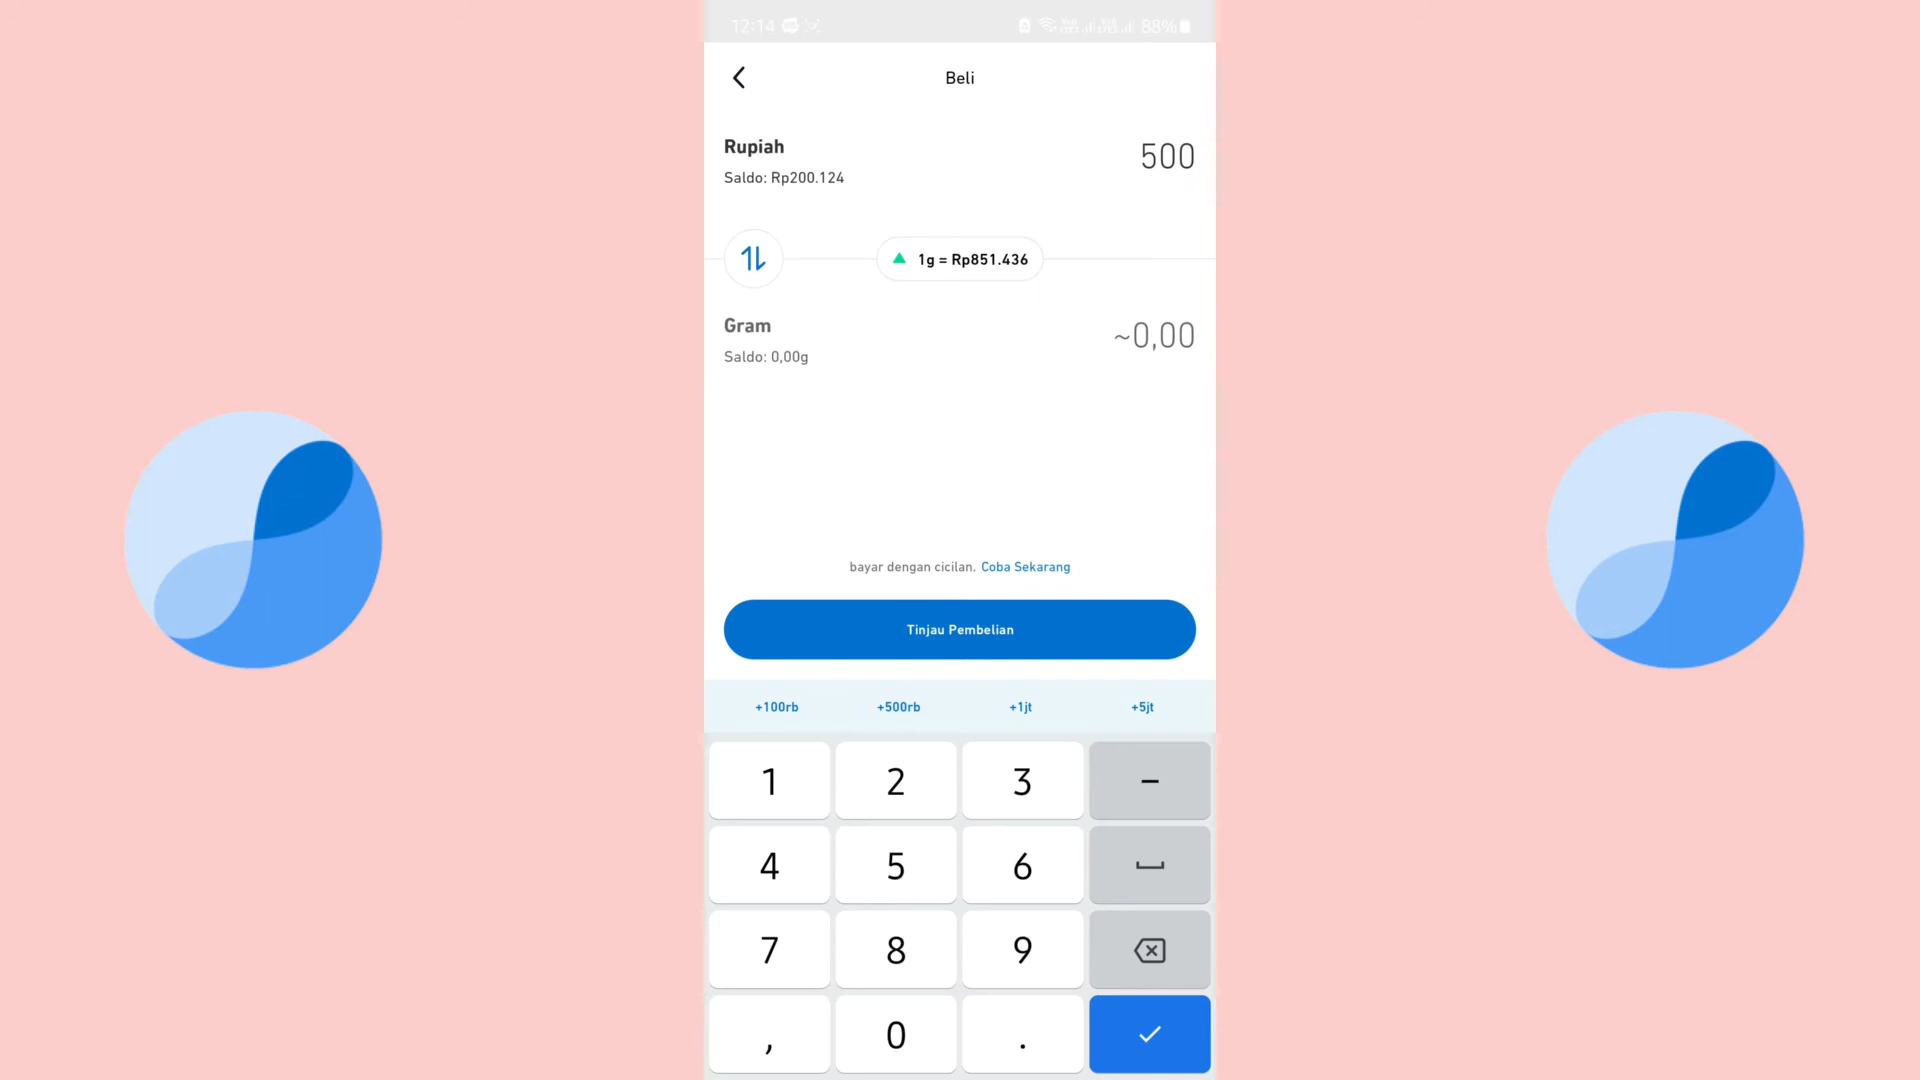 12:14
88%
Beli
Rupiah
500
Saldo: Rp200.124
1g = Rp851.436
Gram
~0,00
Saldo: 0,00g
bayar dengan cicilan. Coba Sekarang
Tinjau Pembelian
+100rb +500rb +1jt +5jt
1 2 3 –
4 5 6
7 8 9
, 0 .